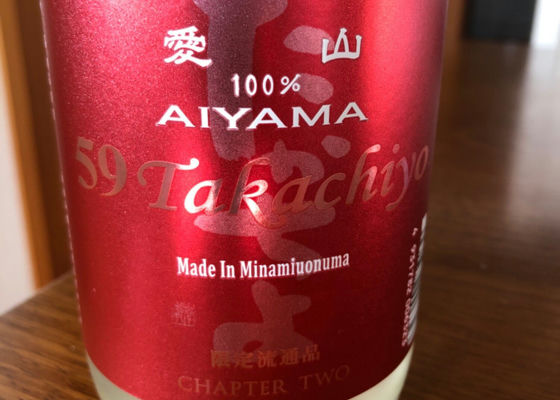 愛 山
100%
AIYAMA
59 Takachiyo
Made In Minamiuonuma
限定流通品
CHAPTER TWO